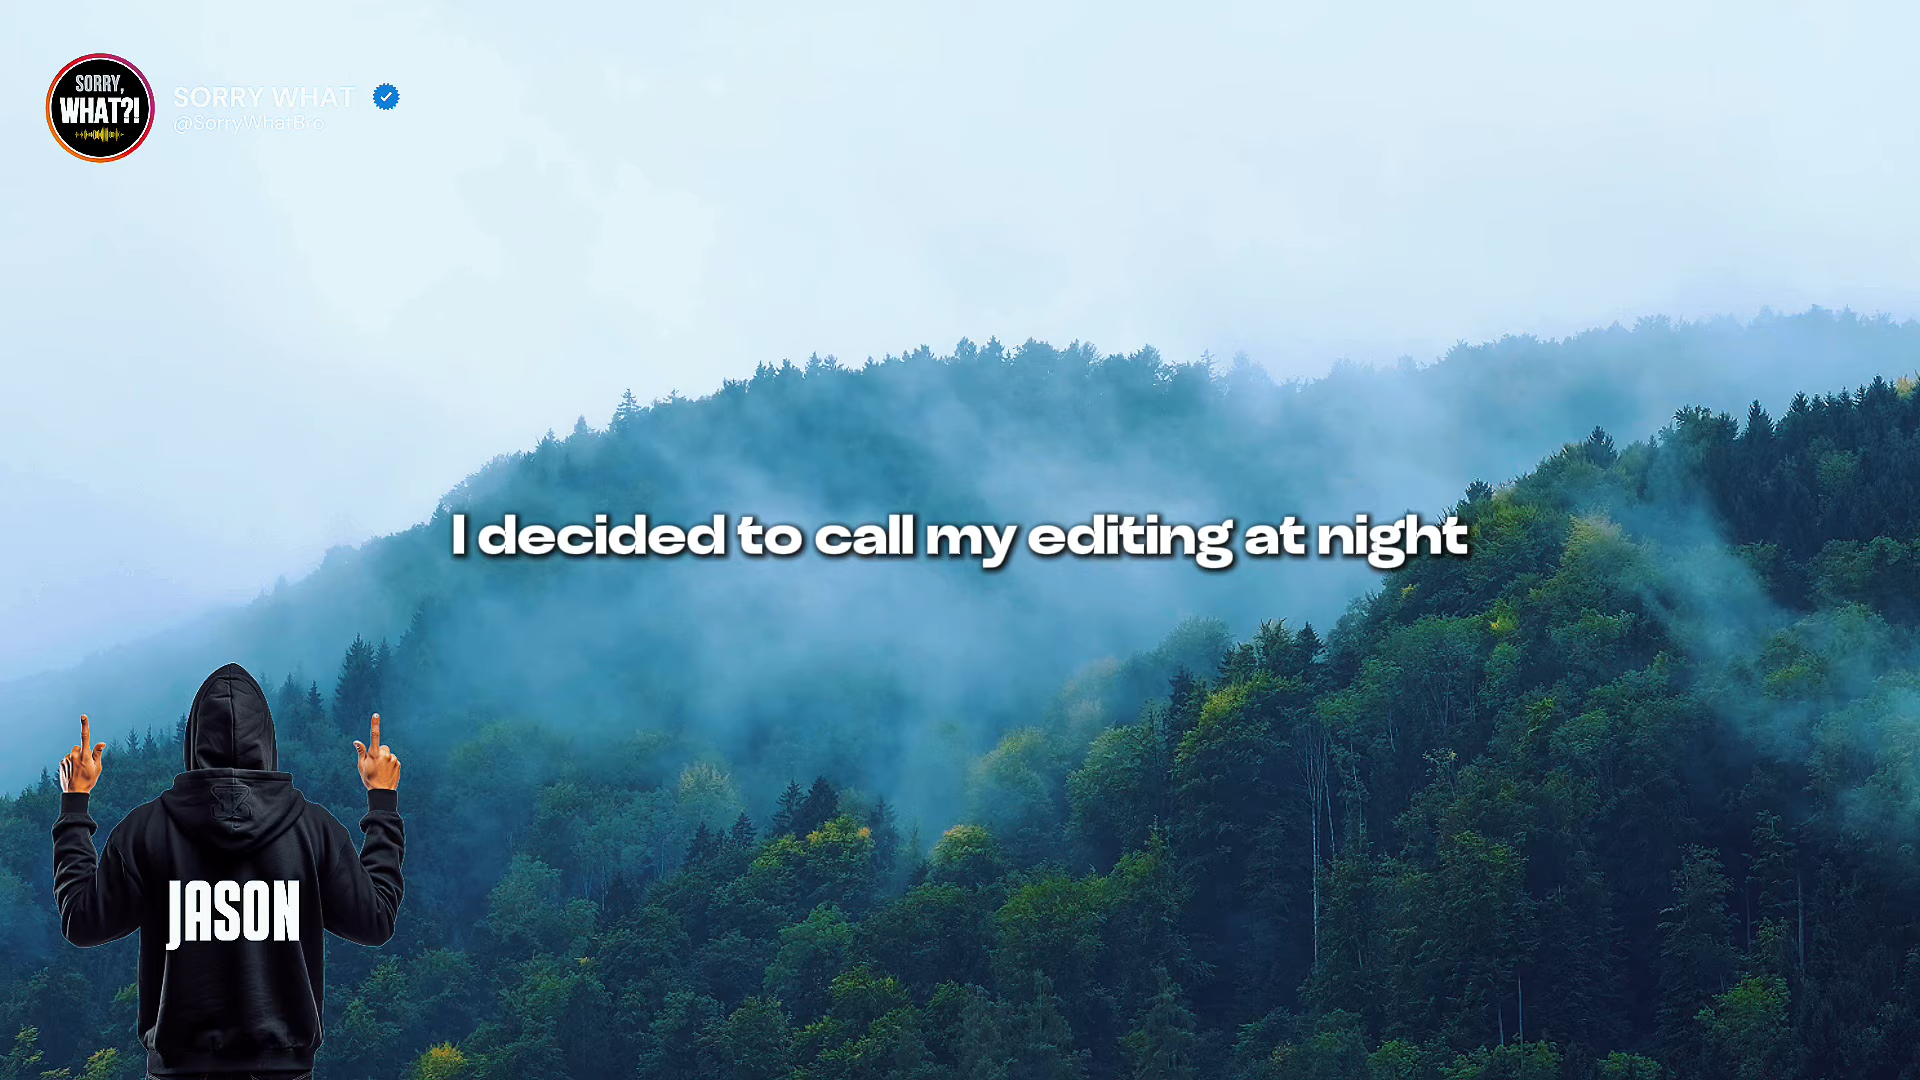 SORRY,
WHAT?!
SORRY WHAT
@SorryWhatBro
I decided to call my editing at night
JASON